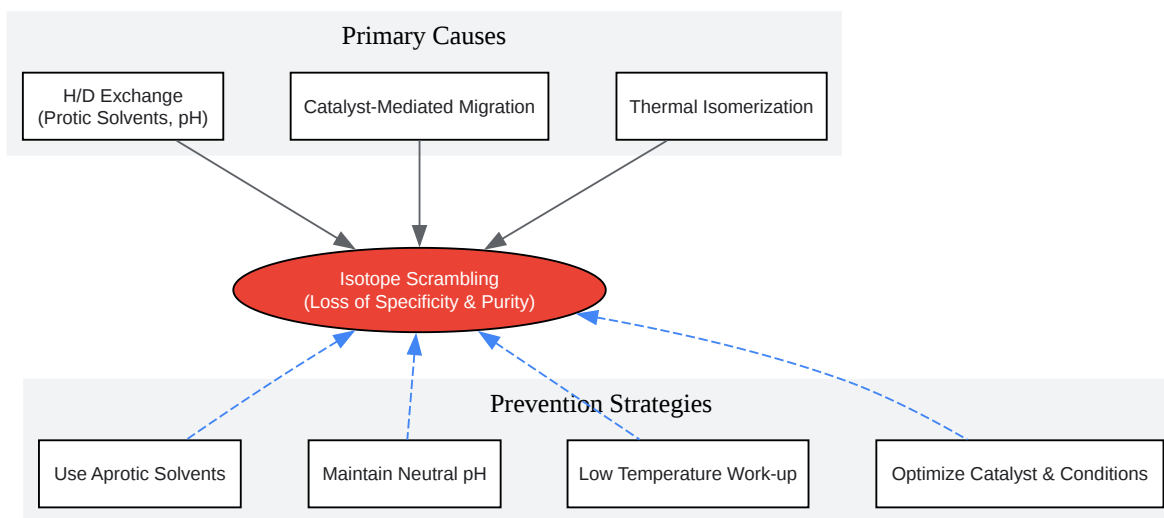 Primary Causes
H/D Exchange
(Protic Solvents, pH)
Catalyst-Mediated Migration
Thermal Isomerization
Isotope Scrambling
(Loss of Specificity & Purity)
Prevention Strategies
Use Aprotic Solvents
Maintain Neutral pH
Low Temperature Work-up
Optimize Catalyst & Conditions